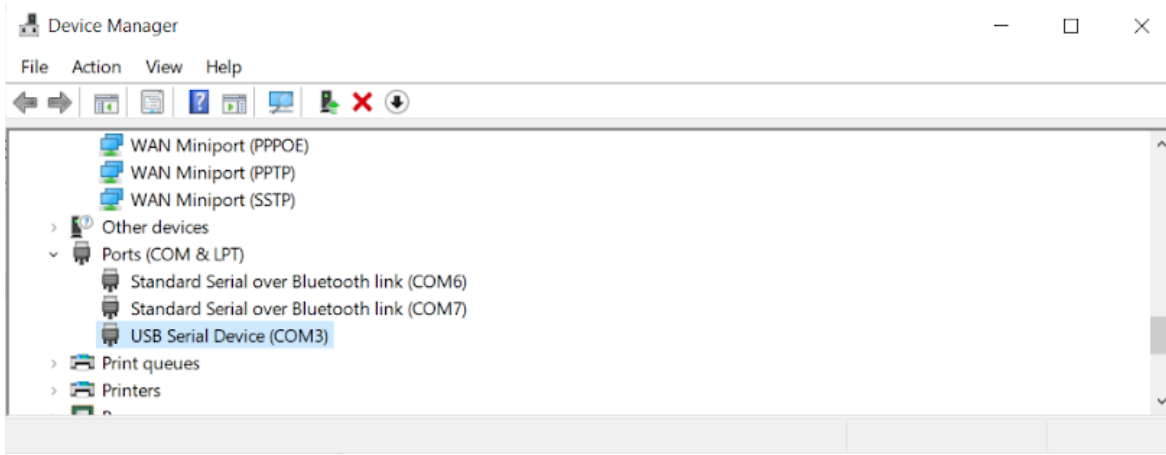 Device Manager
File Action View Help
WAN Miniport (PPPOE)
WAN Miniport (PPTP)
WAN Miniport (SSTP)
Other devices
Ports (COM & LPT)
Standard Serial over Bluetooth link (COM6)
Standard Serial over Bluetooth link (COM7)
USB Serial Device (COM3)
Print queues
Printers